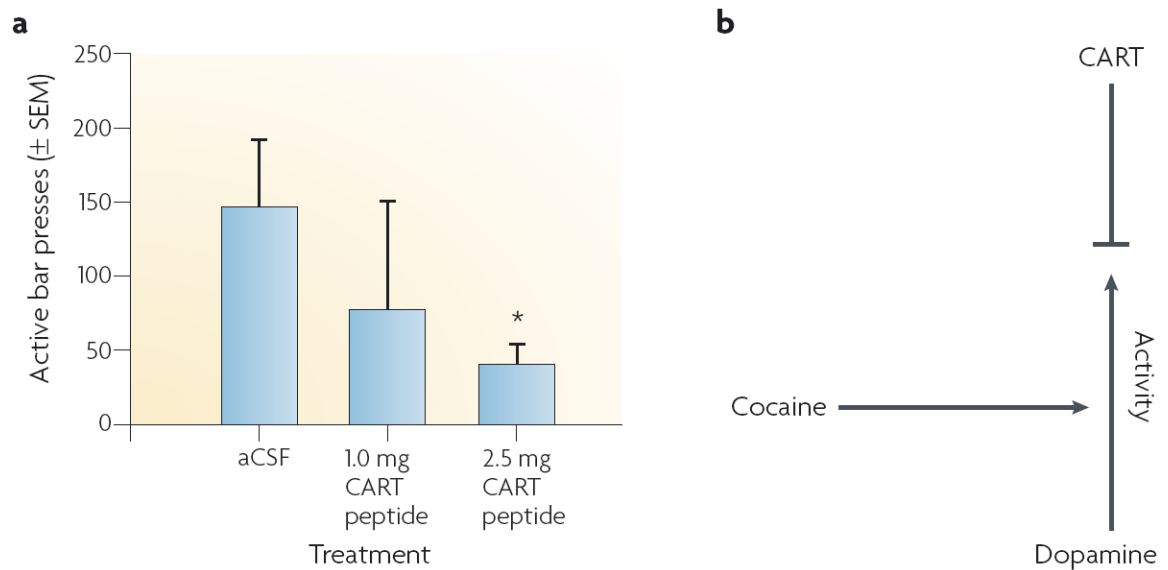 a
Active bar presses (± SEM)
250
200
150
100
50
0
*
aCSF
1.0 mg
CART
peptide
2.5 mg
CART
peptide
Treatment
b
CART
Activity
Cocaine
Dopamine